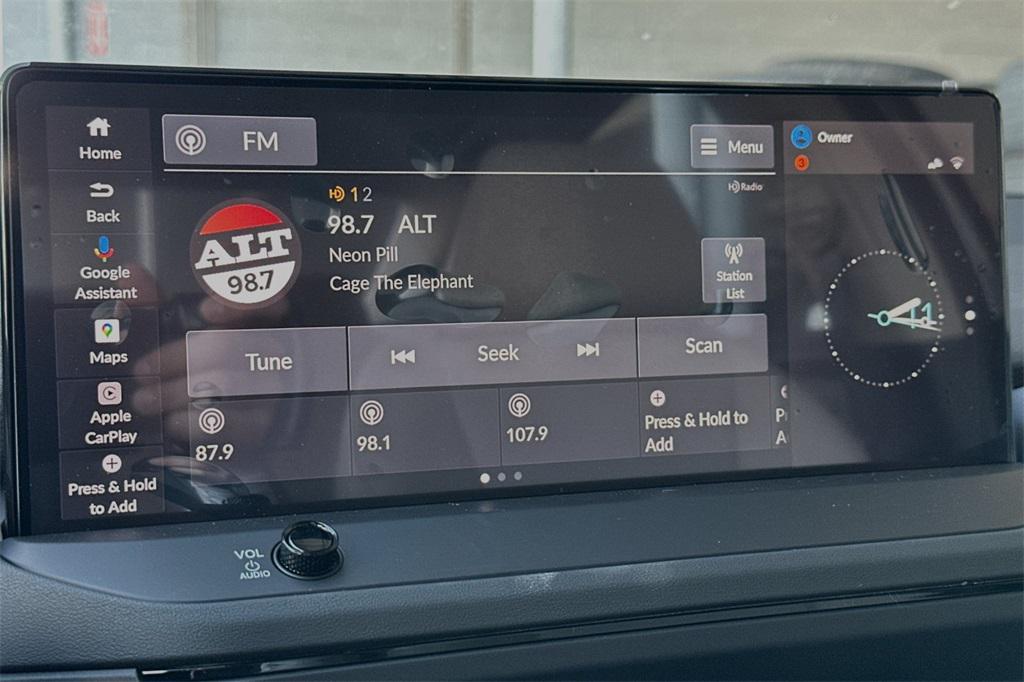 Home
Back
Google
Assistant
Maps
Apple
CarPlay
Press & Hold
to Add
FM
Menu
HD Radio
HD 1 2
98.7 ALT
Neon Pill
Cage The Elephant
ALT
98.7
Station
List
Tune
Seek
Scan
87.9
98.1
107.9
Press & Hold to
Add
P
A
Owner
3
11
VOL
AUDIO